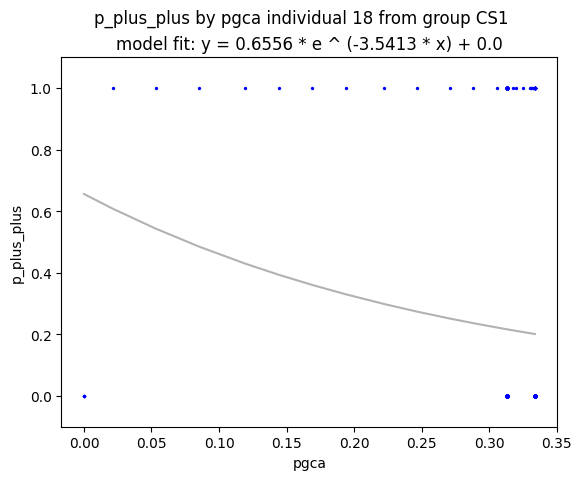 p_plus_plus by pgca individual 18 from group CS1
model fit: y = 0.6556 * e ^ (-3.5413 * x) + 0.0
1.0
0.8
0.6
0.4
0.2
0.0
p_plus_plus
0.00 0.05 0.10 0.15 0.20 0.25 0.30 0.35
pgca